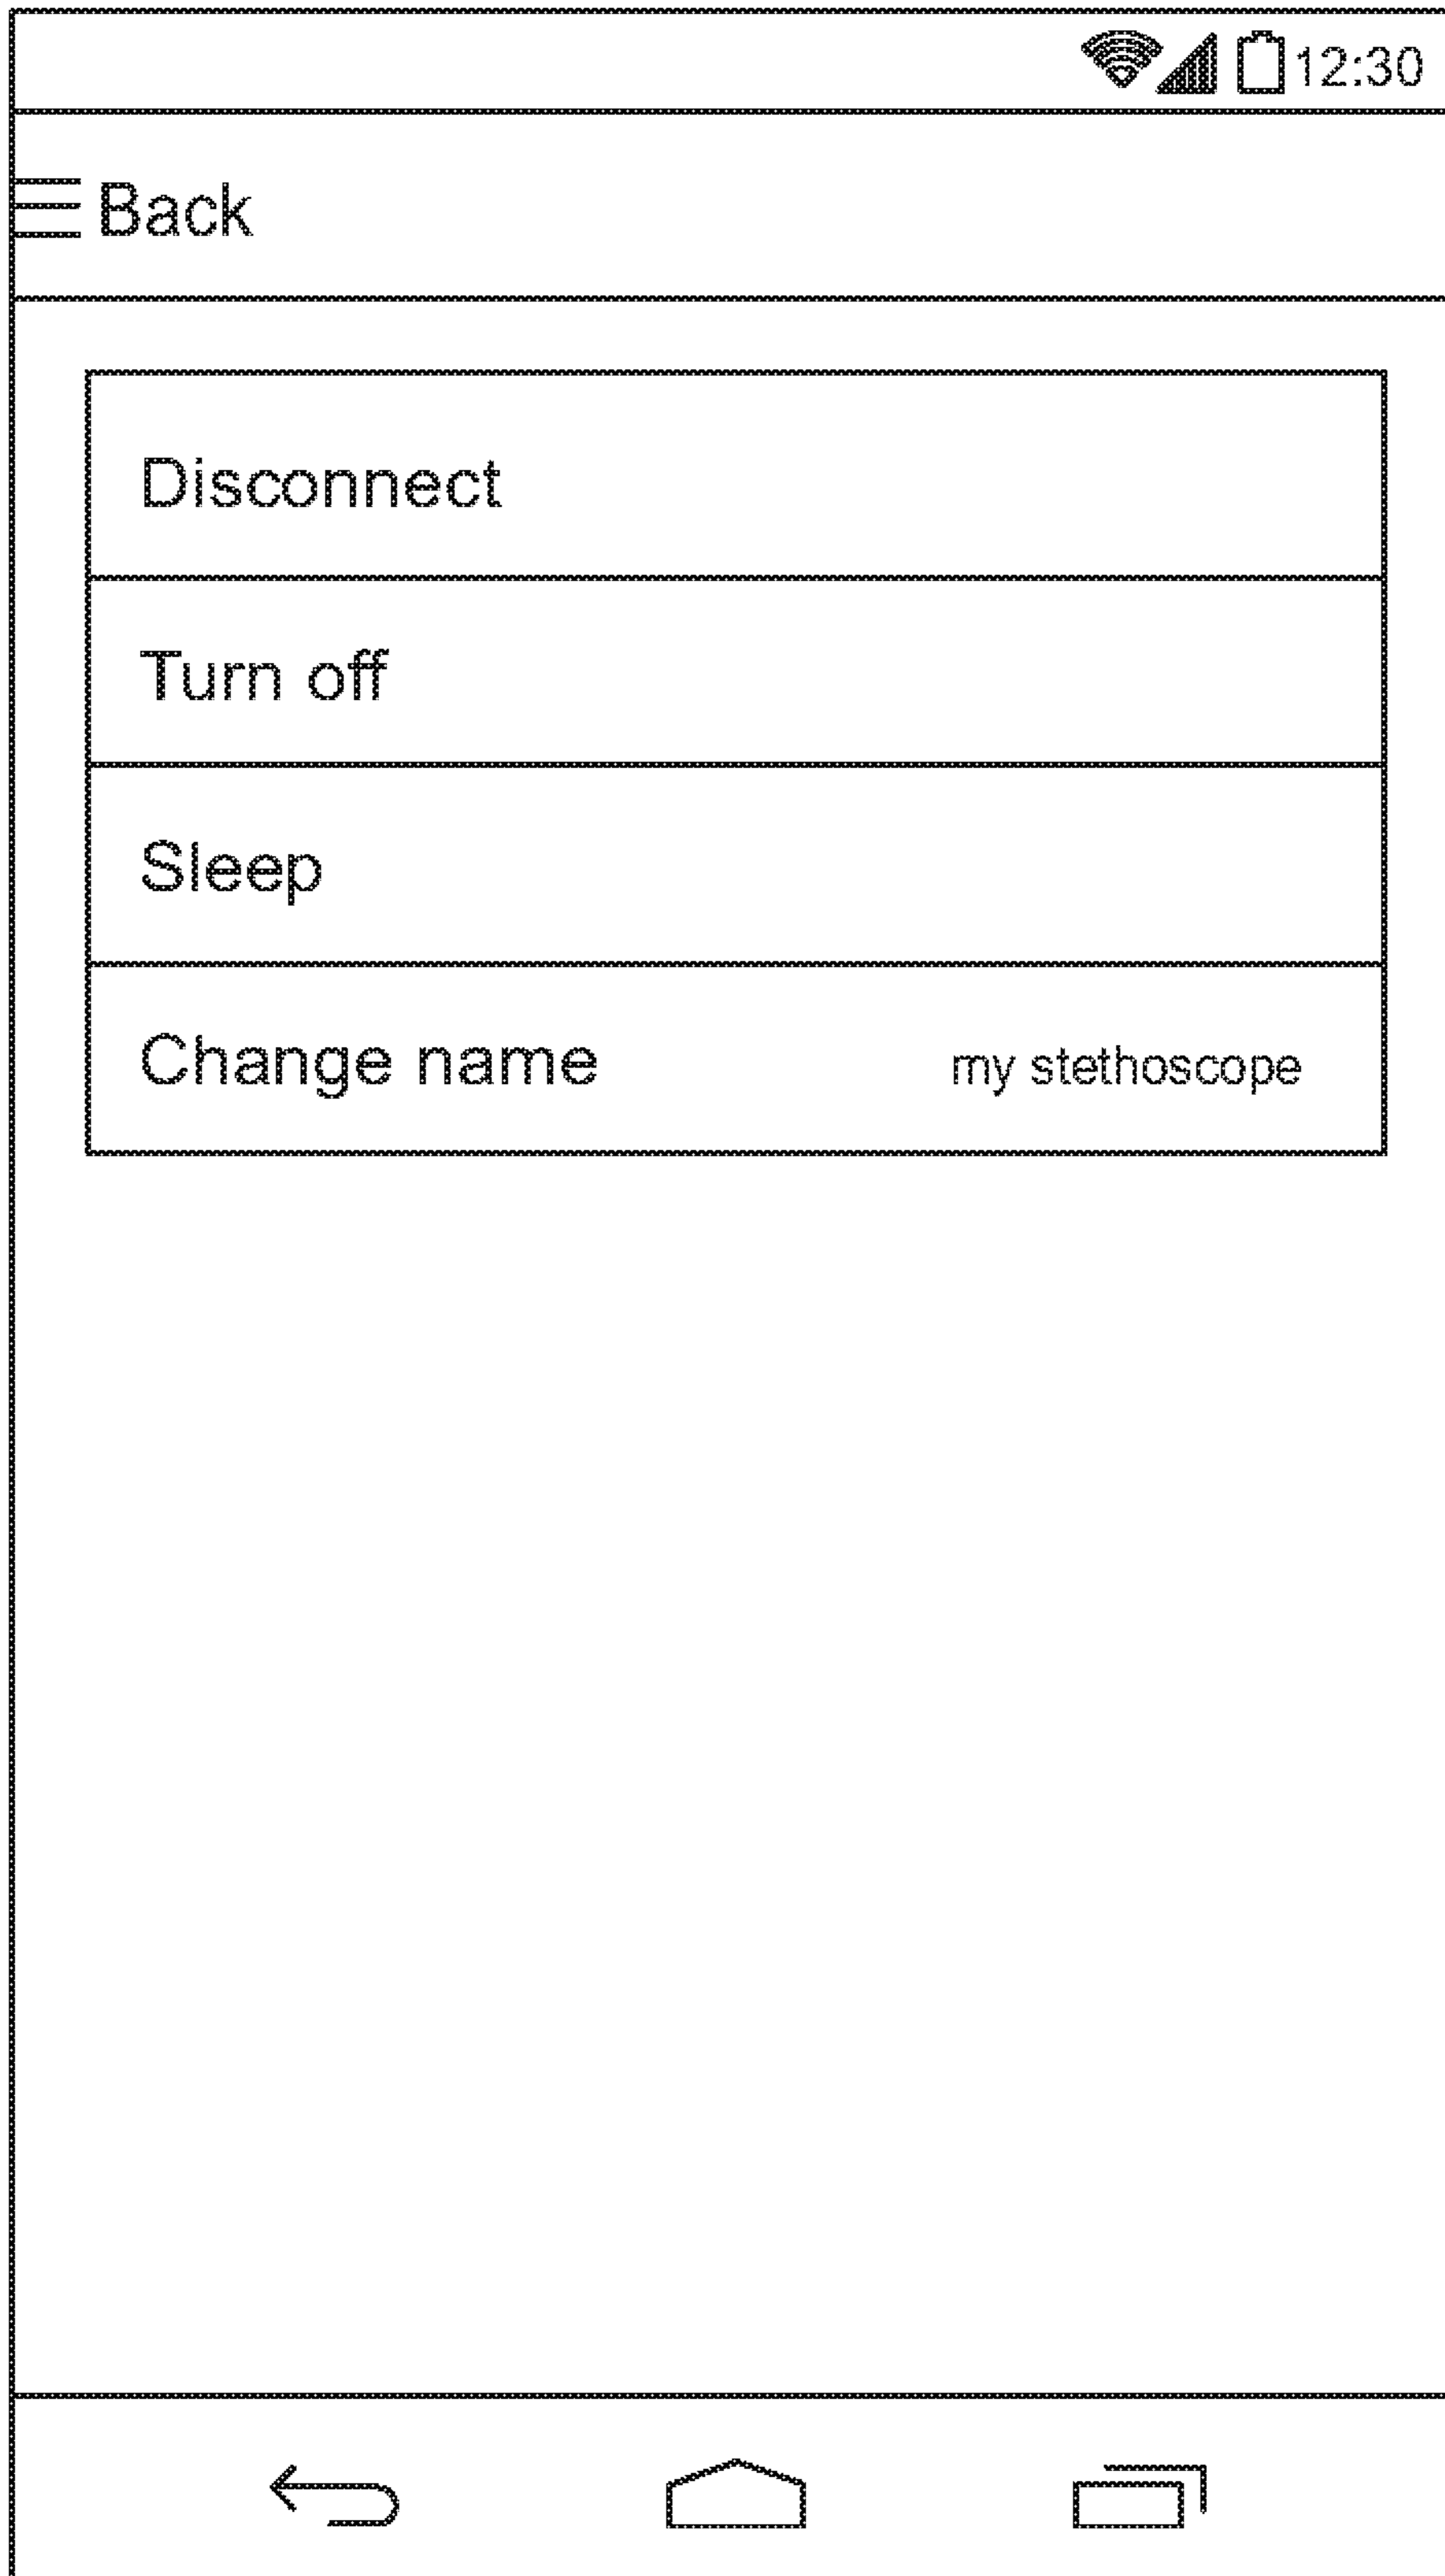 12:30
Back
Disconnect
Turn off
Sleep
Change name my stethoscope